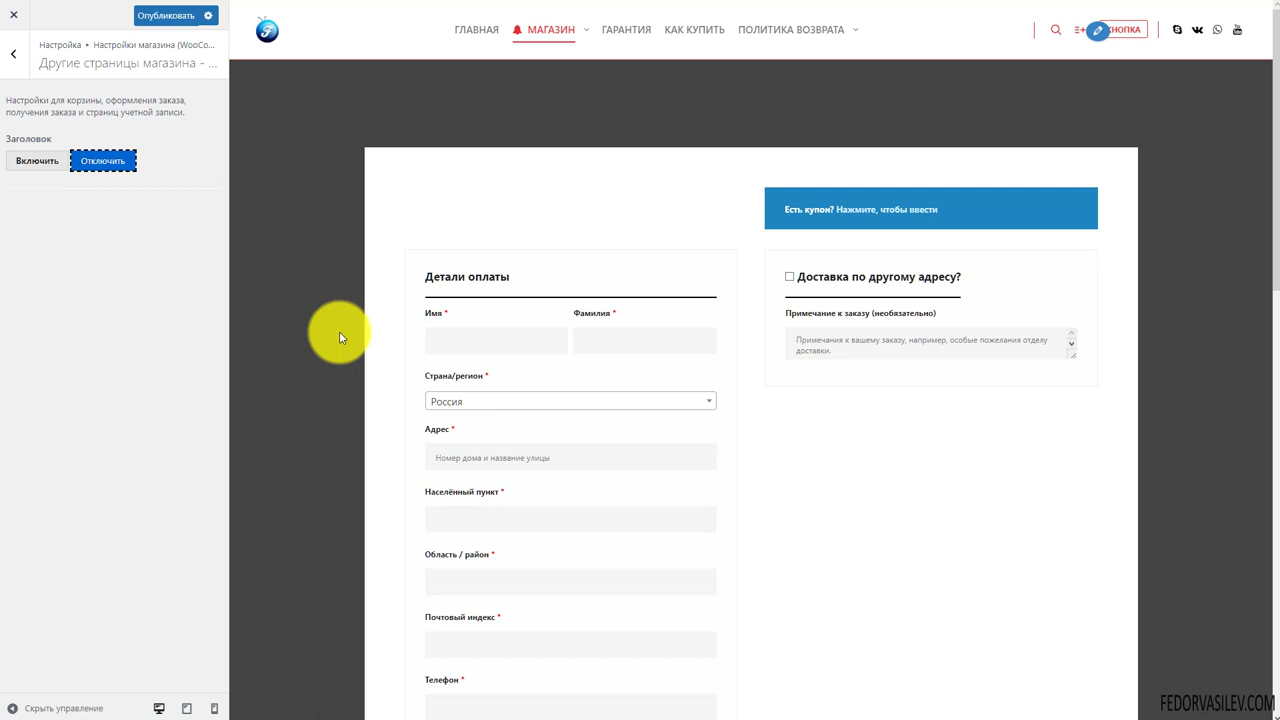 Опубликовать
Настройка ▸ Настройки магазина (WooCo...
Другие страницы магазина - ...
Настройки для корзины, оформления заказа,
получения заказа и страниц учетной записи.
Заголовок
Включить Отключить
Скрыть управление
ГЛАВНАЯ МАГАЗИН ГАРАНТИЯ КАК КУПИТЬ ПОЛИТИКА ВОЗВРАТА
КНОПКА
Есть купон? Нажмите, чтобы ввести
Детали оплаты
Имя *
Фамилия *
Страна/регион *
Россия
Адрес *
Номер дома и название улицы
Населённый пункт *
Область / район *
Почтовый индекс *
Телефон *
Доставка по другому адресу?
Примечание к заказу (необязательно)
Примечания к вашему заказу, например, особые пожелания отделу
доставки.
FEDORVASILEV.COM